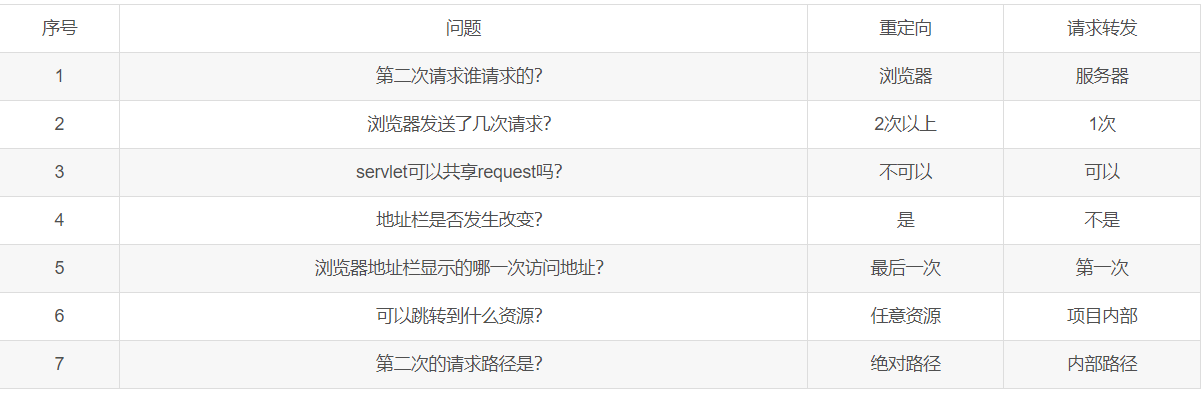 序号 问题 重定向 请求转发
1 第二次请求谁请求的? 浏览器 服务器
2 浏览器发送了几次请求? 2次以上 1次
3 servlet可以共享request吗? 不可以 可以
4 地址栏是否发生改变? 是 不是
5 浏览器地址栏显示的哪一次访问地址? 最后一次 第一次
6 可以跳转到什么资源? 任意资源 项目内部
7 第二次的请求路径是? 绝对路径 内部路径